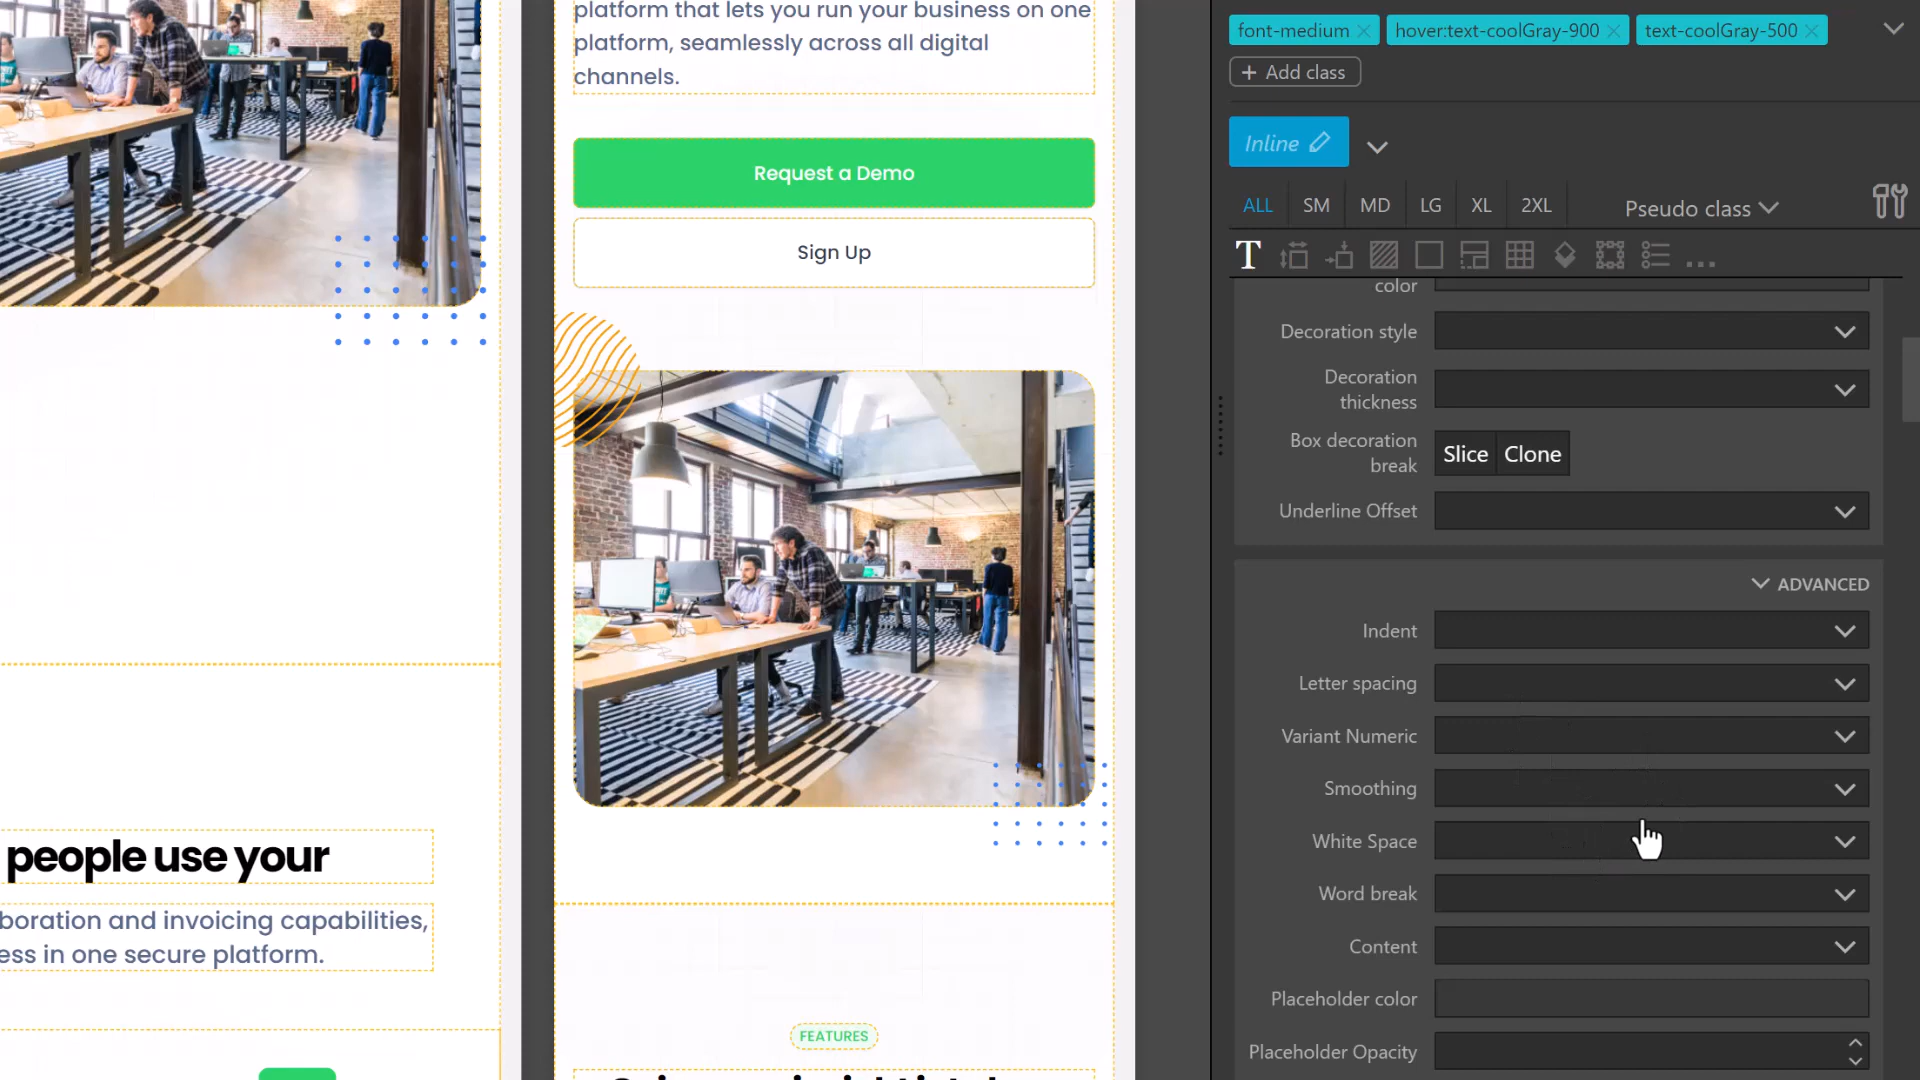 platform that lets you run your business on one
platform, seamlessly across all digital
channels.
Request a Demo
Sign Up
people use your
boration and invoicing capabilities,
ess in one secure platform.
FEATURES
font-medium
hover:text-coolGray-900
text-coolGray-500
+ Add class
Inline
ALL
SM
MD
LG
XL
2XL
Pseudo class
T
color
Decoration style
Decoration
thickness
Box decoration
break
Slice
Clone
Underline Offset
ADVANCED
Indent
Letter spacing
Variant Numeric
Smoothing
White Space
Word break
Content
Placeholder color
Placeholder Opacity